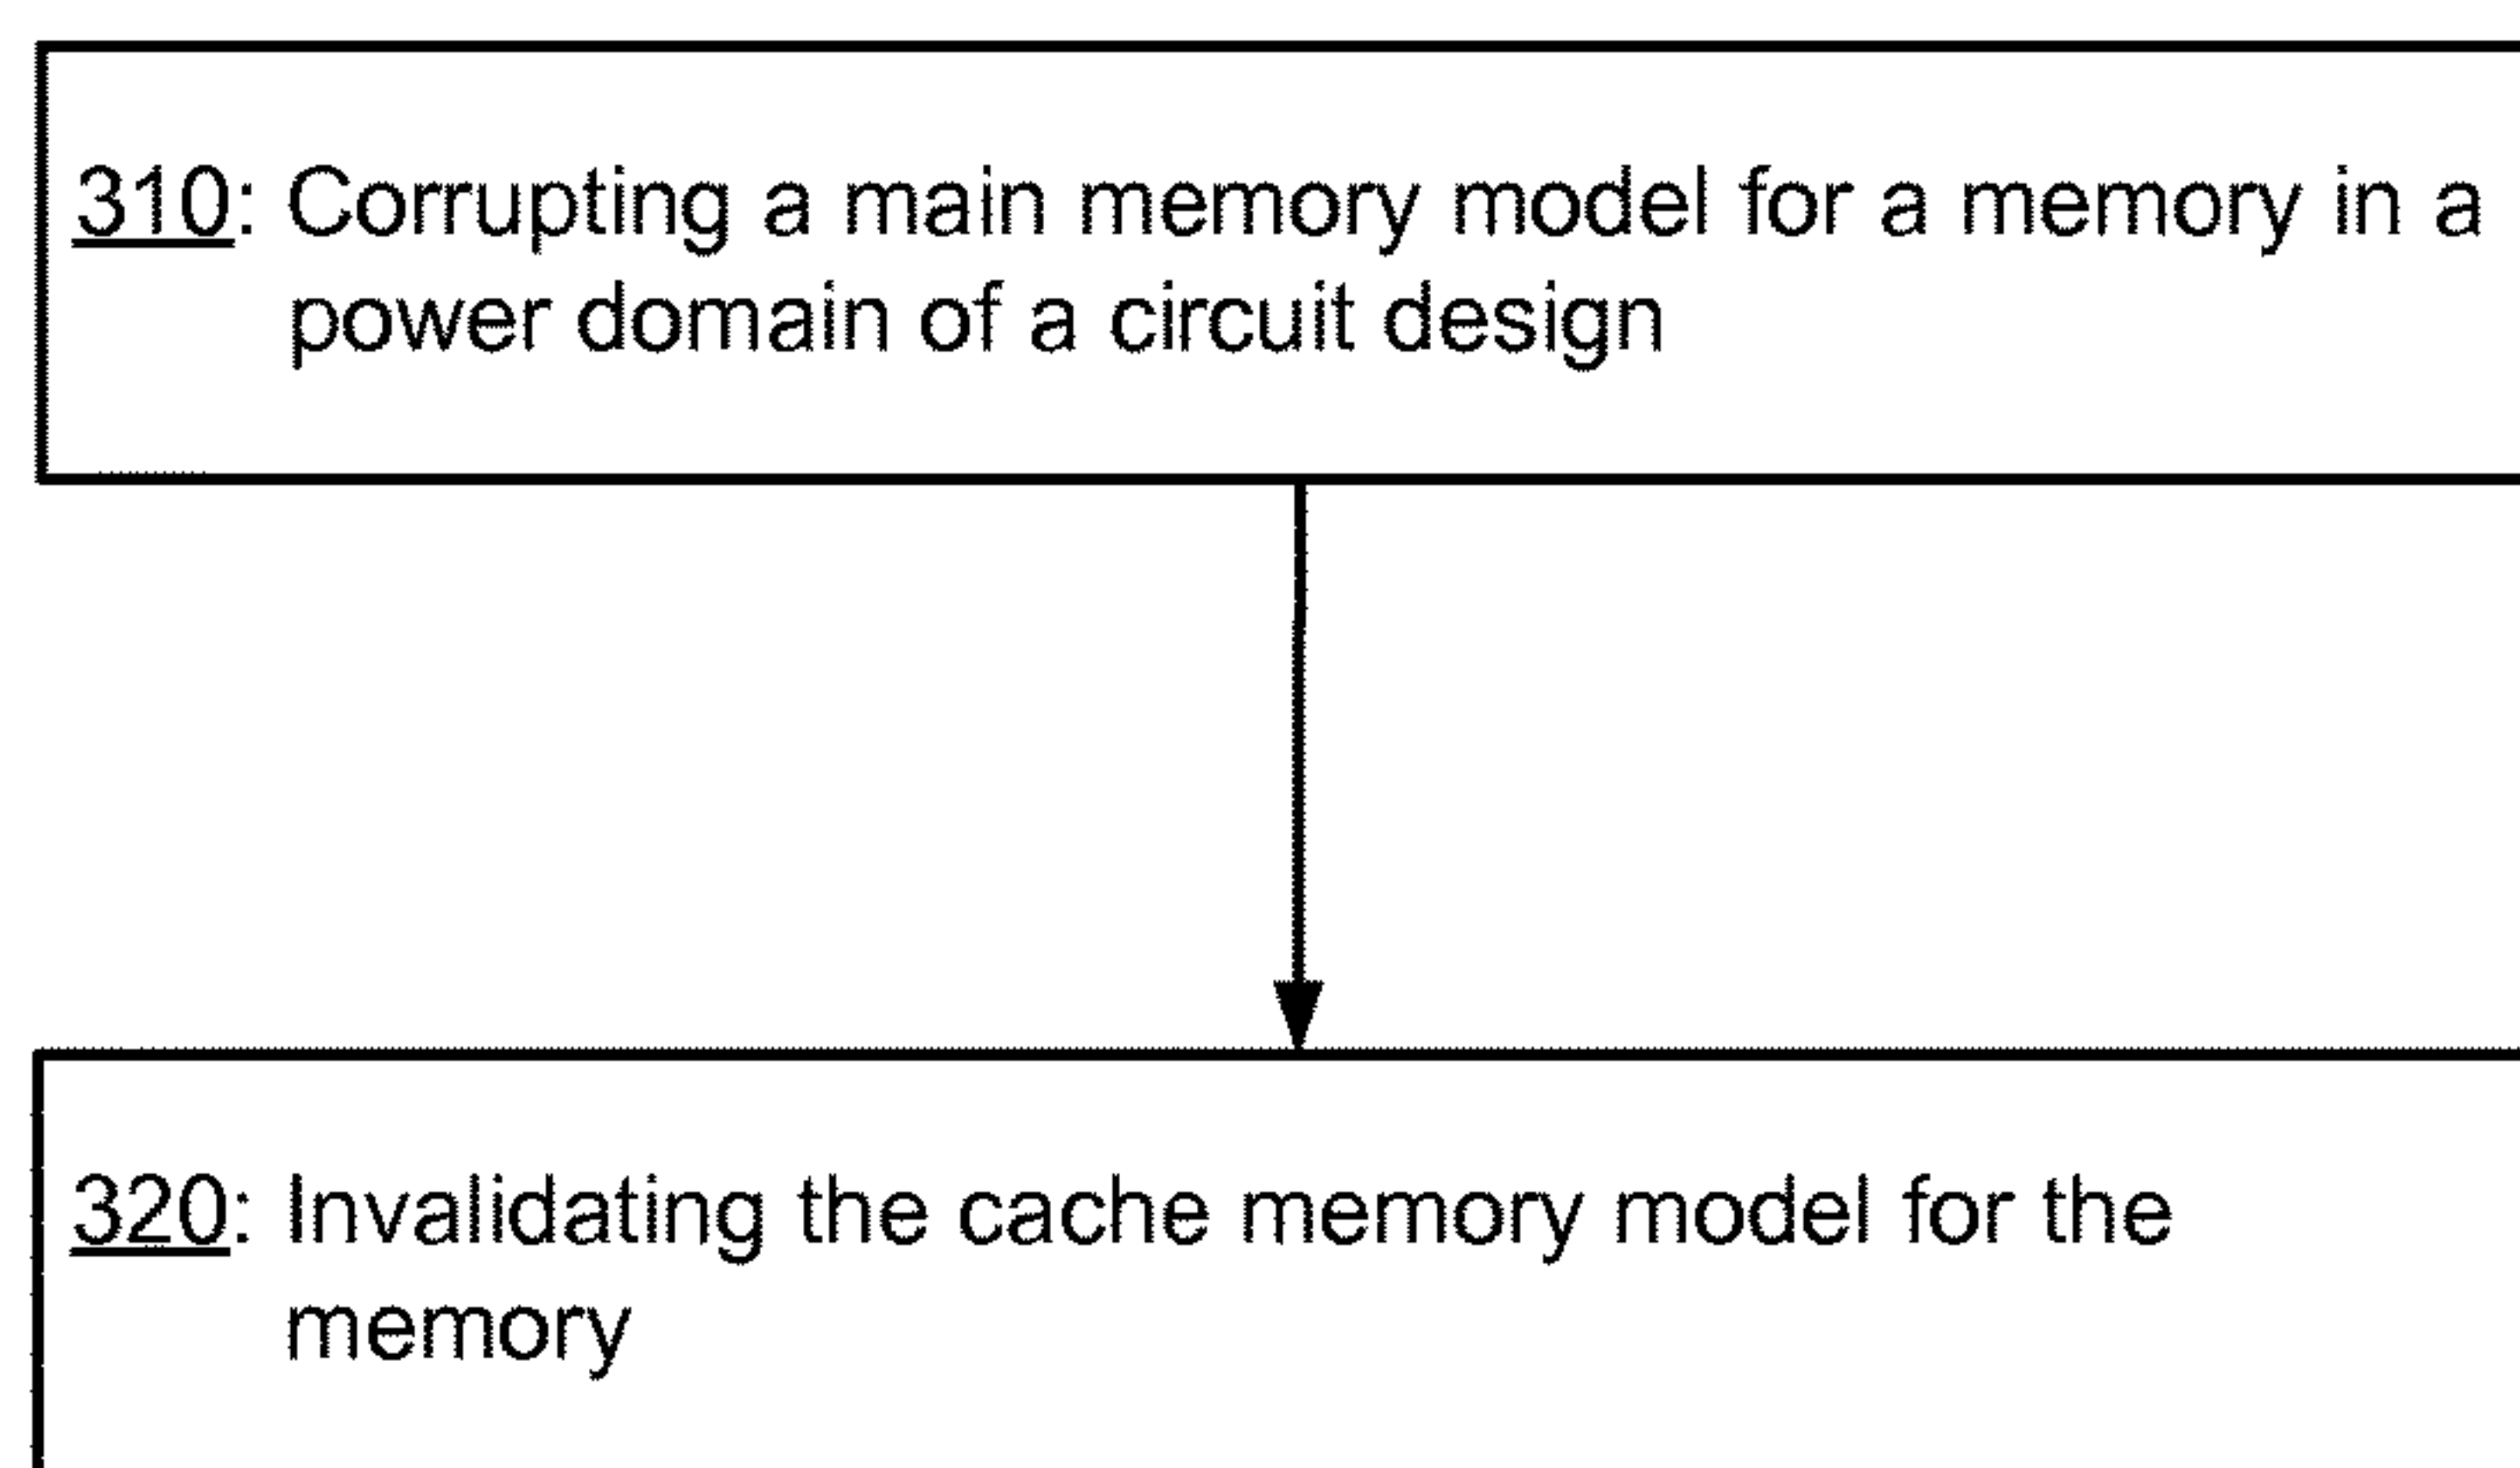 310: Corrupting a main memory model for a memory in a
power domain of a circuit design
320: Invalidating the cache memory model for the
memory